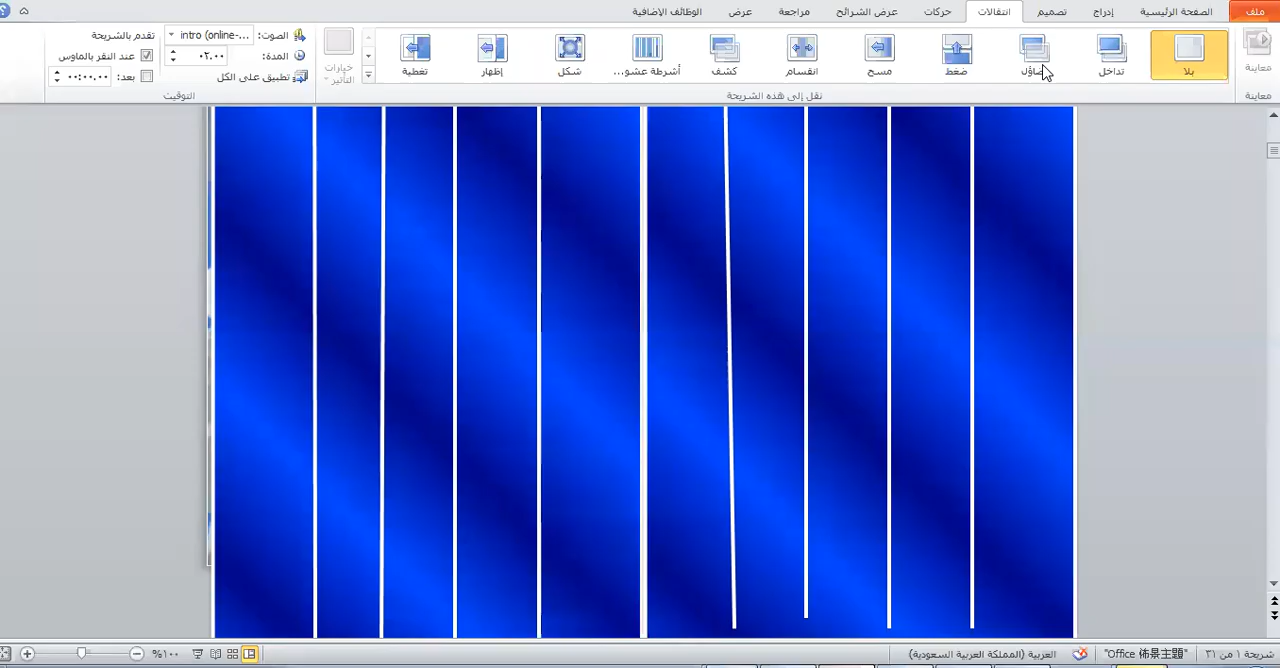 ملف
الصفحة الرئيسية
إدراج
تصميم
انتقالات
حركات
عرض الشرائح
مراجعة
عرض
الوظائف الإضافية
معاينة
معاينة
بلا
تداخل
ضغط
مسح
انقسام
كشف
أشرطة عشو...
شكل
إظهار
تغطية
نقل إلى هذه الشريحة
خيارات
التأثير
الصوت: intro (online-...
المدة: ٠٢.٠٠
تطبيق على الكل
تقدم بالشريحة
عند النقر بالماوس
بعد: ٠٠:٠٠.٠٠
التوقيت
شريحة ١ من ٣١
"Office 佈景主題"
العربية (المملكة العربية السعودية)
%١٠٠